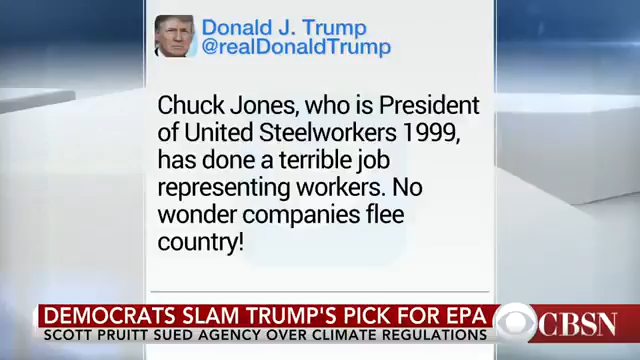 Donald J. Trump
@realDonaldTrump
Chuck Jones, who is President
of United Steelworkers 1999,
has done a terrible job
representing workers. No
wonder companies flee
country!
DEMOCRATS SLAM TRUMP'S PICK FOR EPA
SCOTT PRUITT SUED AGENCY OVER CLIMATE REGULATIONS
CBSN